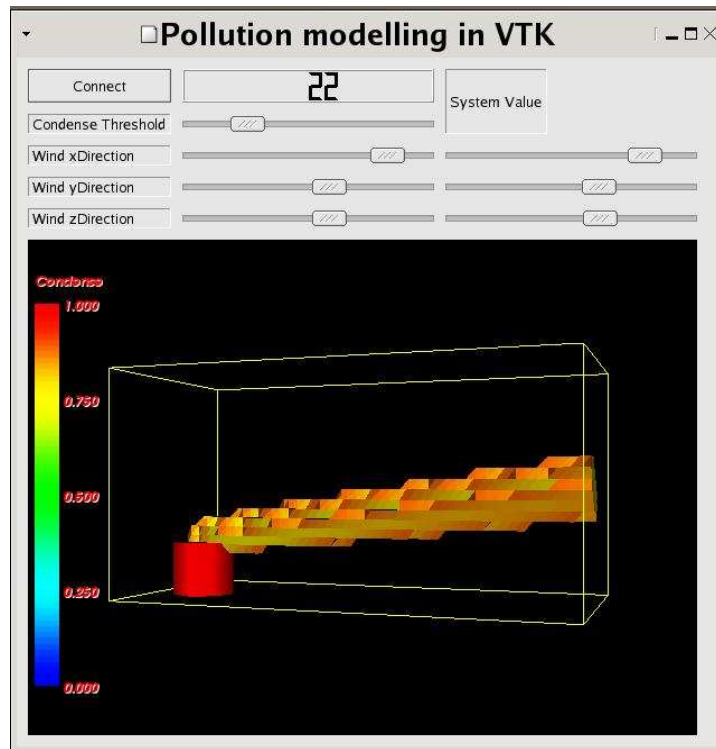 Pollution modelling in VTK
Connect
22
System Value
Condense Threshold
Wind xDirection
Wind yDirection
Wind zDirection
Condense
1.000
0.750
0.500
0.250
0.000